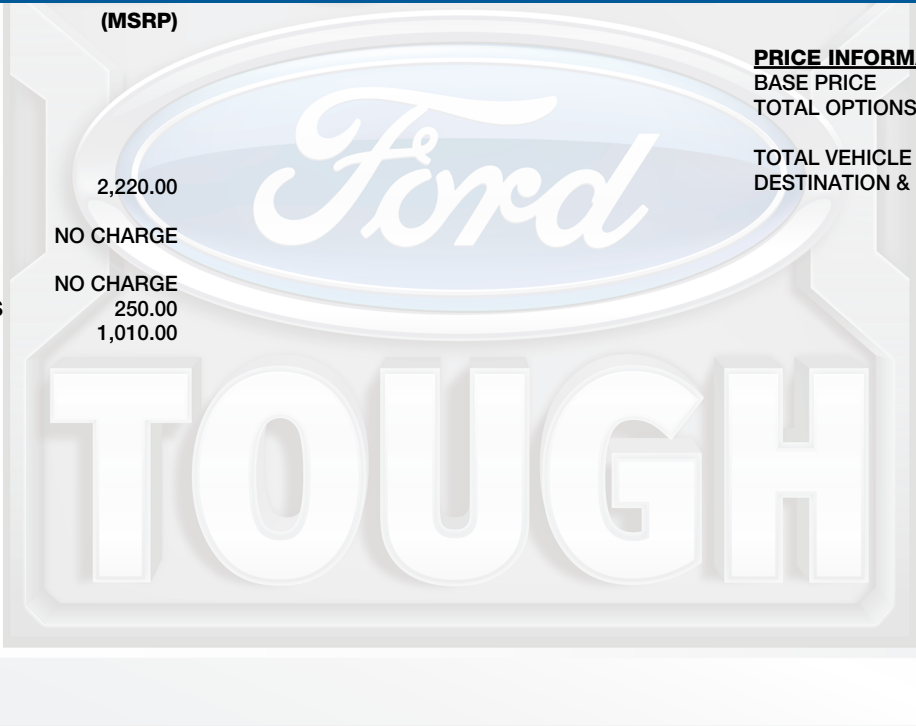 (MSRP)
2,220.00
NO CHARGE
NO CHARGE
S 250.00
1,010.00
PRICE INFORMA
BASE PRICE
TOTAL OPTIONS
TOTAL VEHICLE
DESTINATION &
Ford
TOUGH